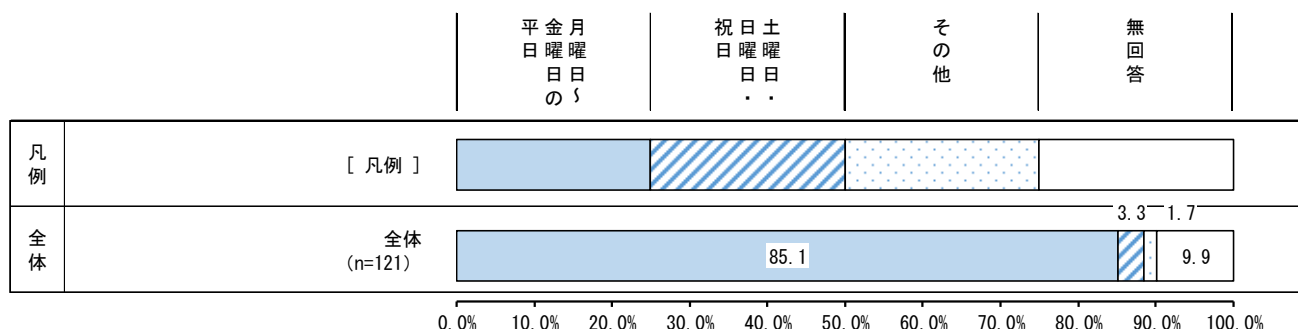 月曜日～
金曜日の
平日
土曜日・
日曜日・
祝日
その他
無回答
凡例
[ 凡例 ]
3.3 1.7
全体
全体
(n=121)
85.1 9.9
0.0% 10.0% 20.0% 30.0% 40.0% 50.0% 60.0% 70.0% 80.0% 90.0% 100.0%